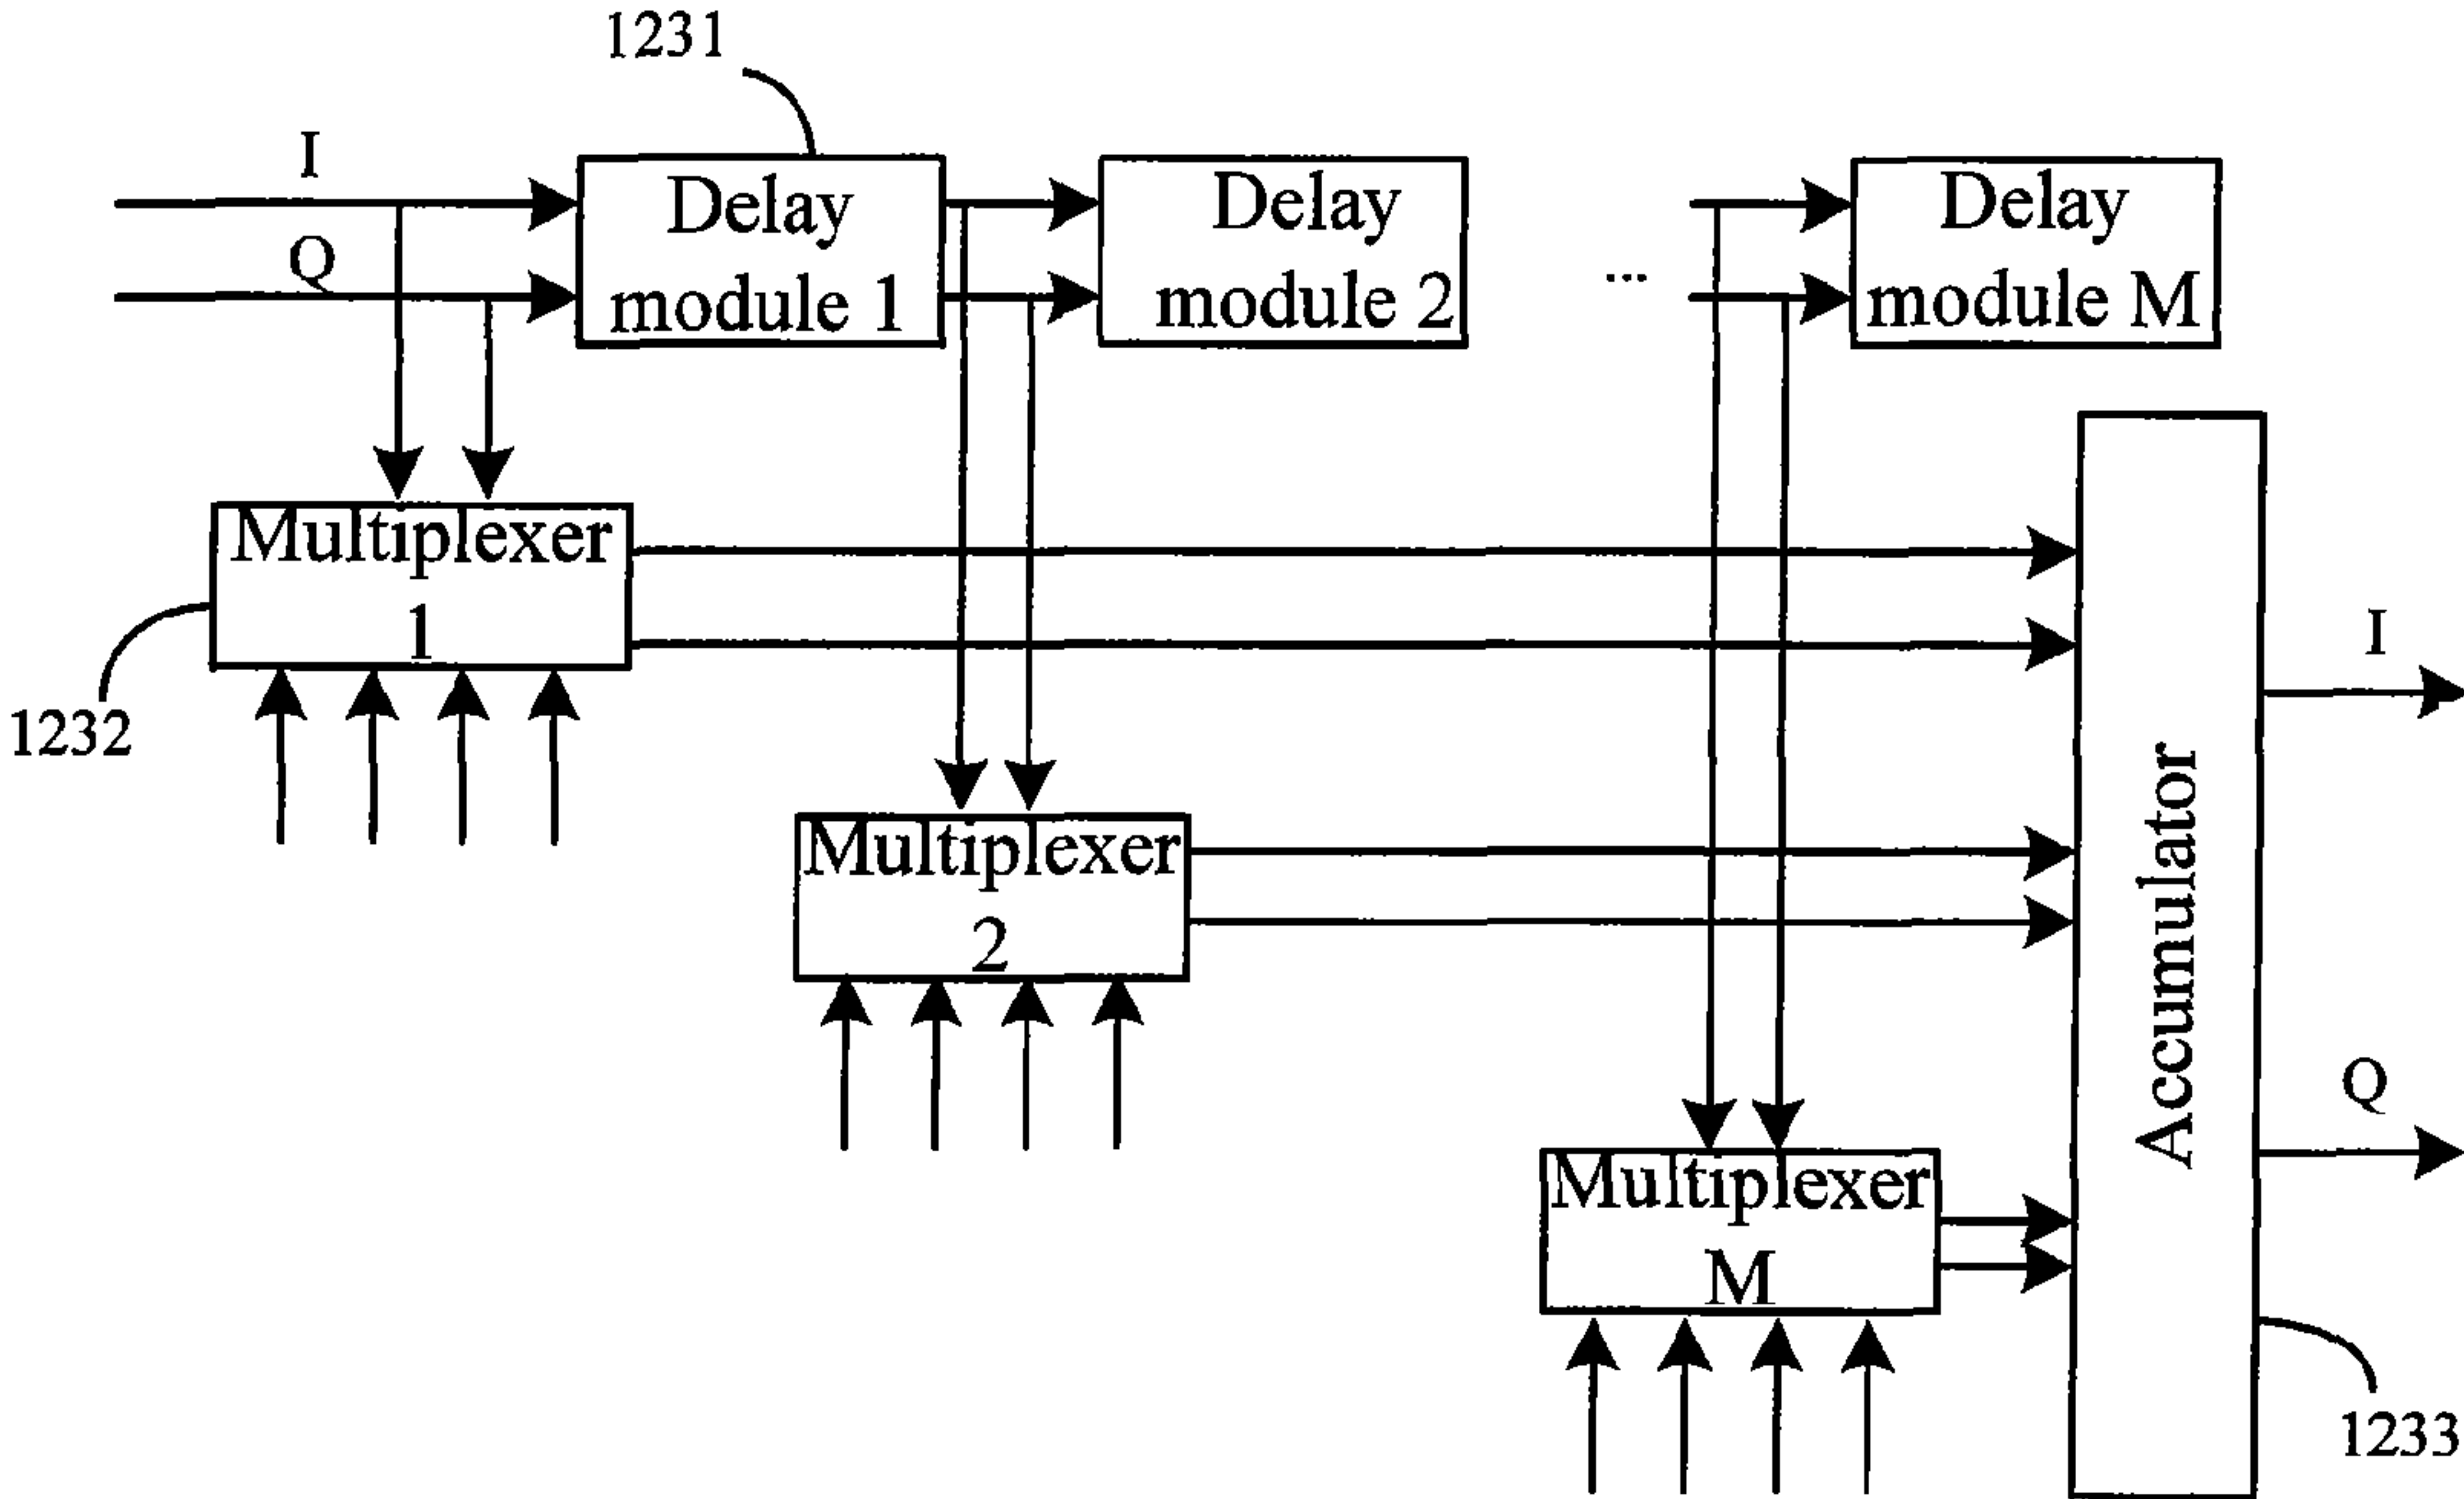 1231
I
Q
Delay
module 1
Delay
module 2
...
Delay
module M
Multiplexer
1
1232
Multiplexer
2
Multiplexer
M
Accumulator
I
Q
1233